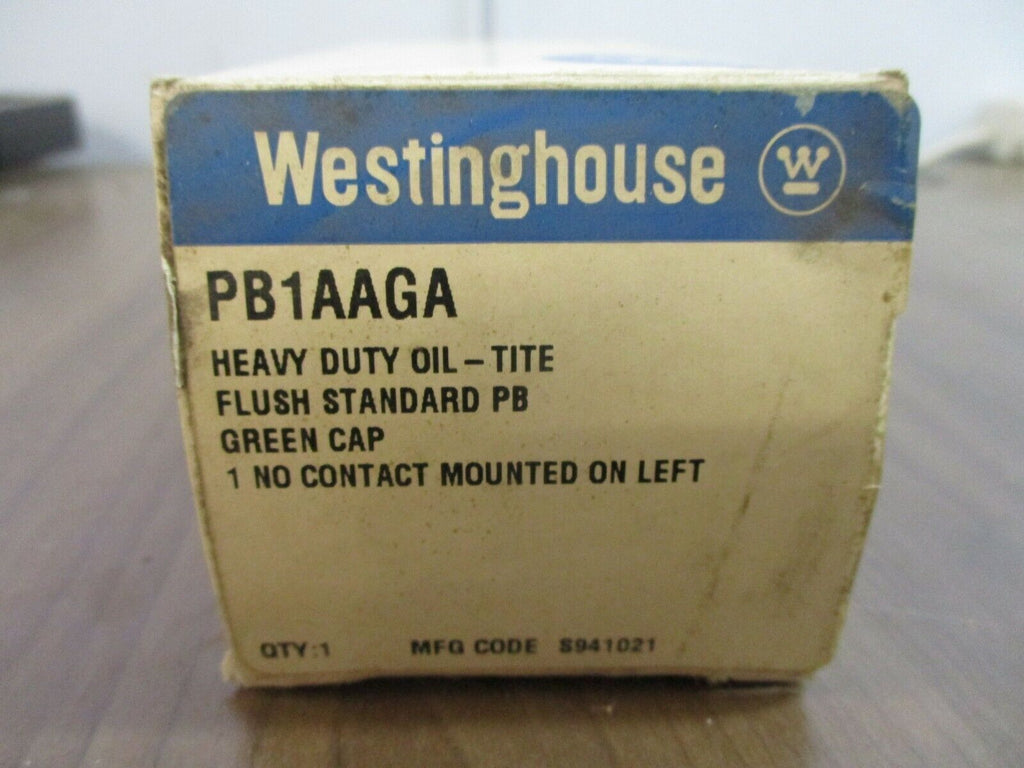 Westinghouse W
PB1AAGA
HEAVY DUTY OIL-TITE
FLUSH STANDARD PB
GREEN CAP
1 NO CONTACT MOUNTED ON LEFT
QTY:1 MFG CODE S941021